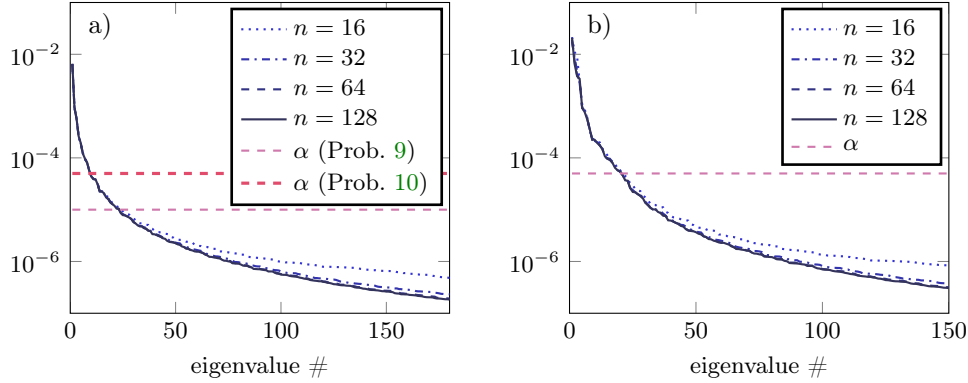 a)
10⁻²
10⁻⁴
10⁻⁶
0
50
100
150
eigenvalue #
n = 16
n = 32
n = 64
n = 128
α (Prob. 9)
α (Prob. 10)
b)
10⁻²
10⁻⁴
10⁻⁶
0
50
100
150
eigenvalue #
n = 16
n = 32
n = 64
n = 128
α